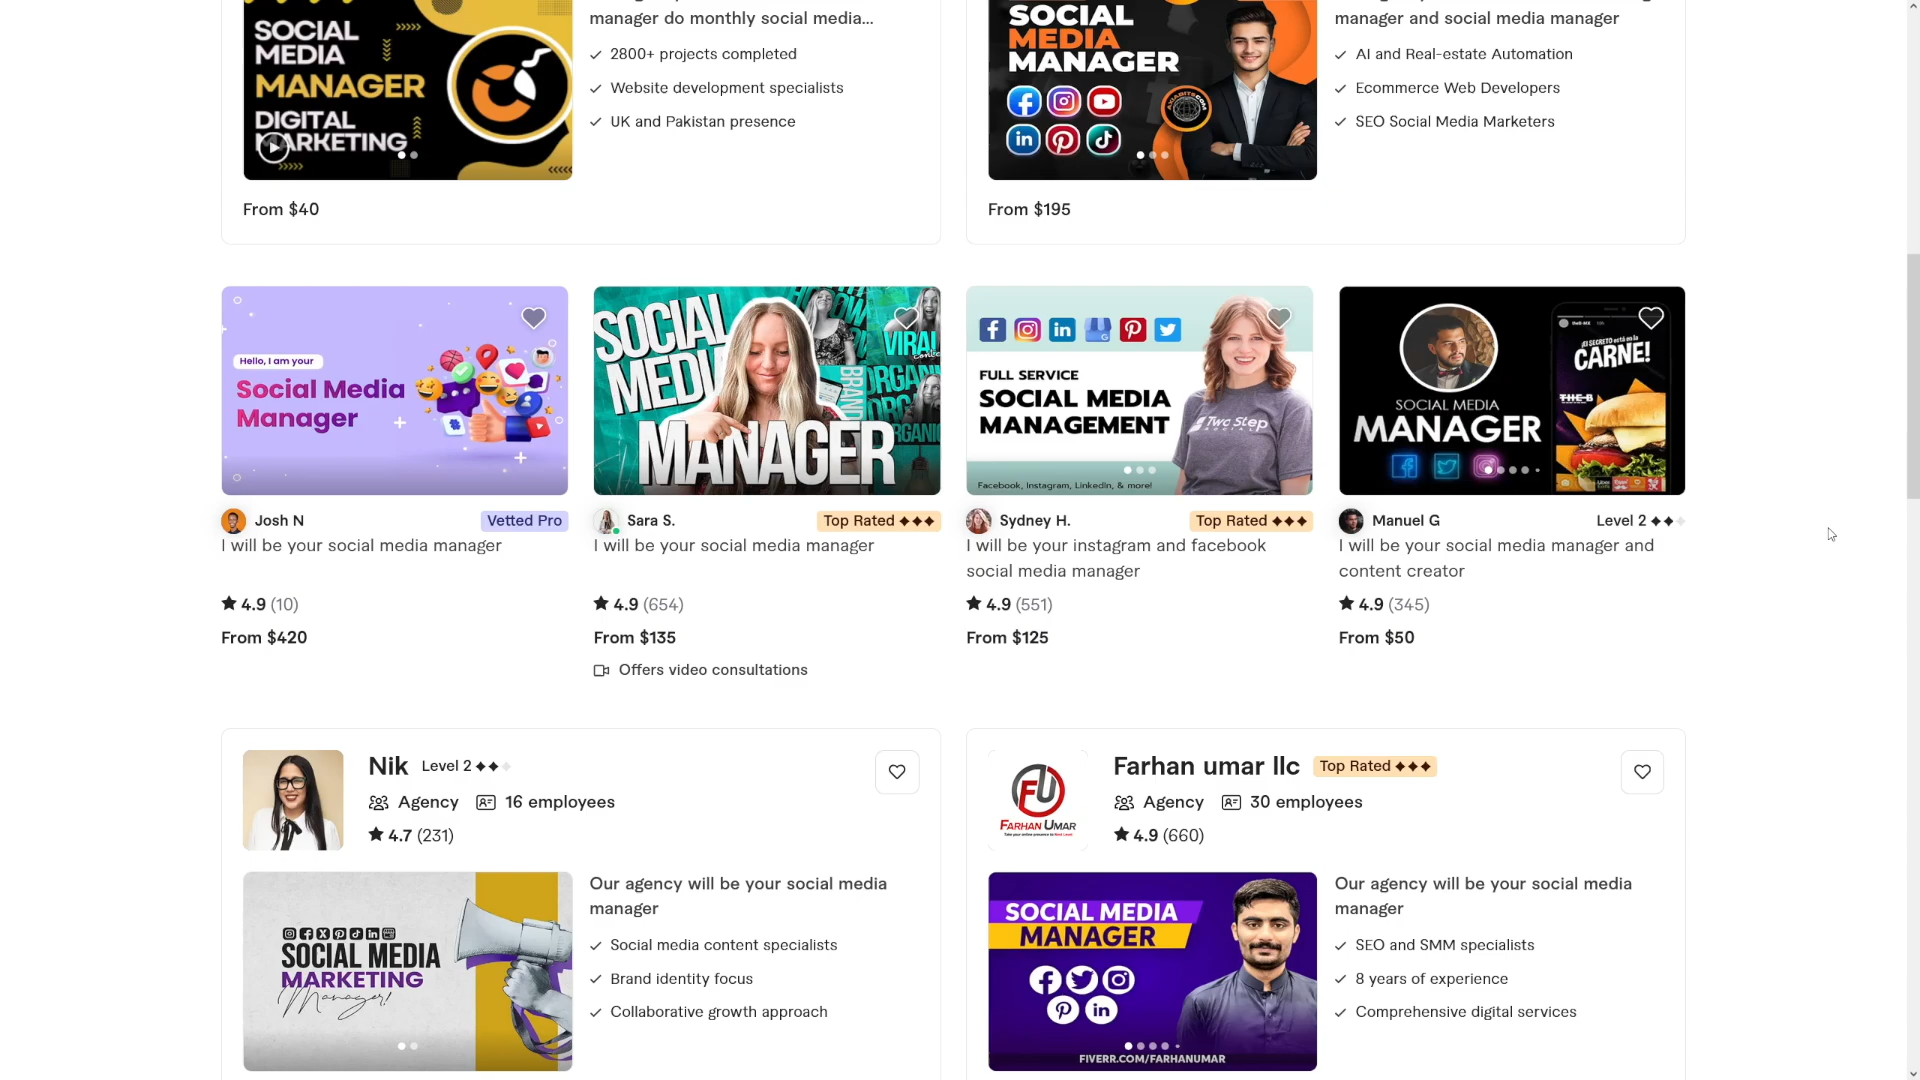 manager do monthly social media...
2800+ projects completed
Website development specialists
UK and Pakistan presence
SOCIAL
MEDIA
MANAGER
DIGITAL
MARKETING
From $40
manager and social media manager
AI and Real-estate Automation
Ecommerce Web Developers
SEO Social Media Marketers
SOCIAL
MEDIA
MANAGER
AXIABITS.COM
From $195
Hello, I am your
Social Media
Manager
Josh N
Vetted Pro
I will be your social media manager
4.9 (10)
From $420
SOCIAL
MEDI
MANAGER
VIRAL
BRAND
ORGANIC
Sara S.
Top Rated
I will be your social media manager
4.9 (654)
From $135
Offers video consultations
FULL SERVICE
SOCIAL MEDIA
MANAGEMENT
Two Step
SOCIAL
Facebook, Instagram, LinkedIn, & more!
Sydney H.
Top Rated
I will be your instagram and facebook
social media manager
4.9 (551)
From $125
SOCIAL MEDIA
MANAGER
¡El SECRETO está en la
CARNE!
THE B
Manuel G
Level 2
I will be your social media manager and
content creator
4.9 (345)
From $50
Nik Level 2
Agency 16 employees
4.7 (231)
SOCIAL MEDIA
MARKETING
Manager!
Our agency will be your social media
manager
Social media content specialists
Brand identity focus
Collaborative growth approach
FU
FARHAN UMAR
Farhan umar llc Top Rated
Agency 30 employees
4.9 (660)
SOCIAL MEDIA
MANAGER
FIVERR.COM/FARHANUMAR
Our agency will be your social media
manager
SEO and SMM specialists
8 years of experience
Comprehensive digital services